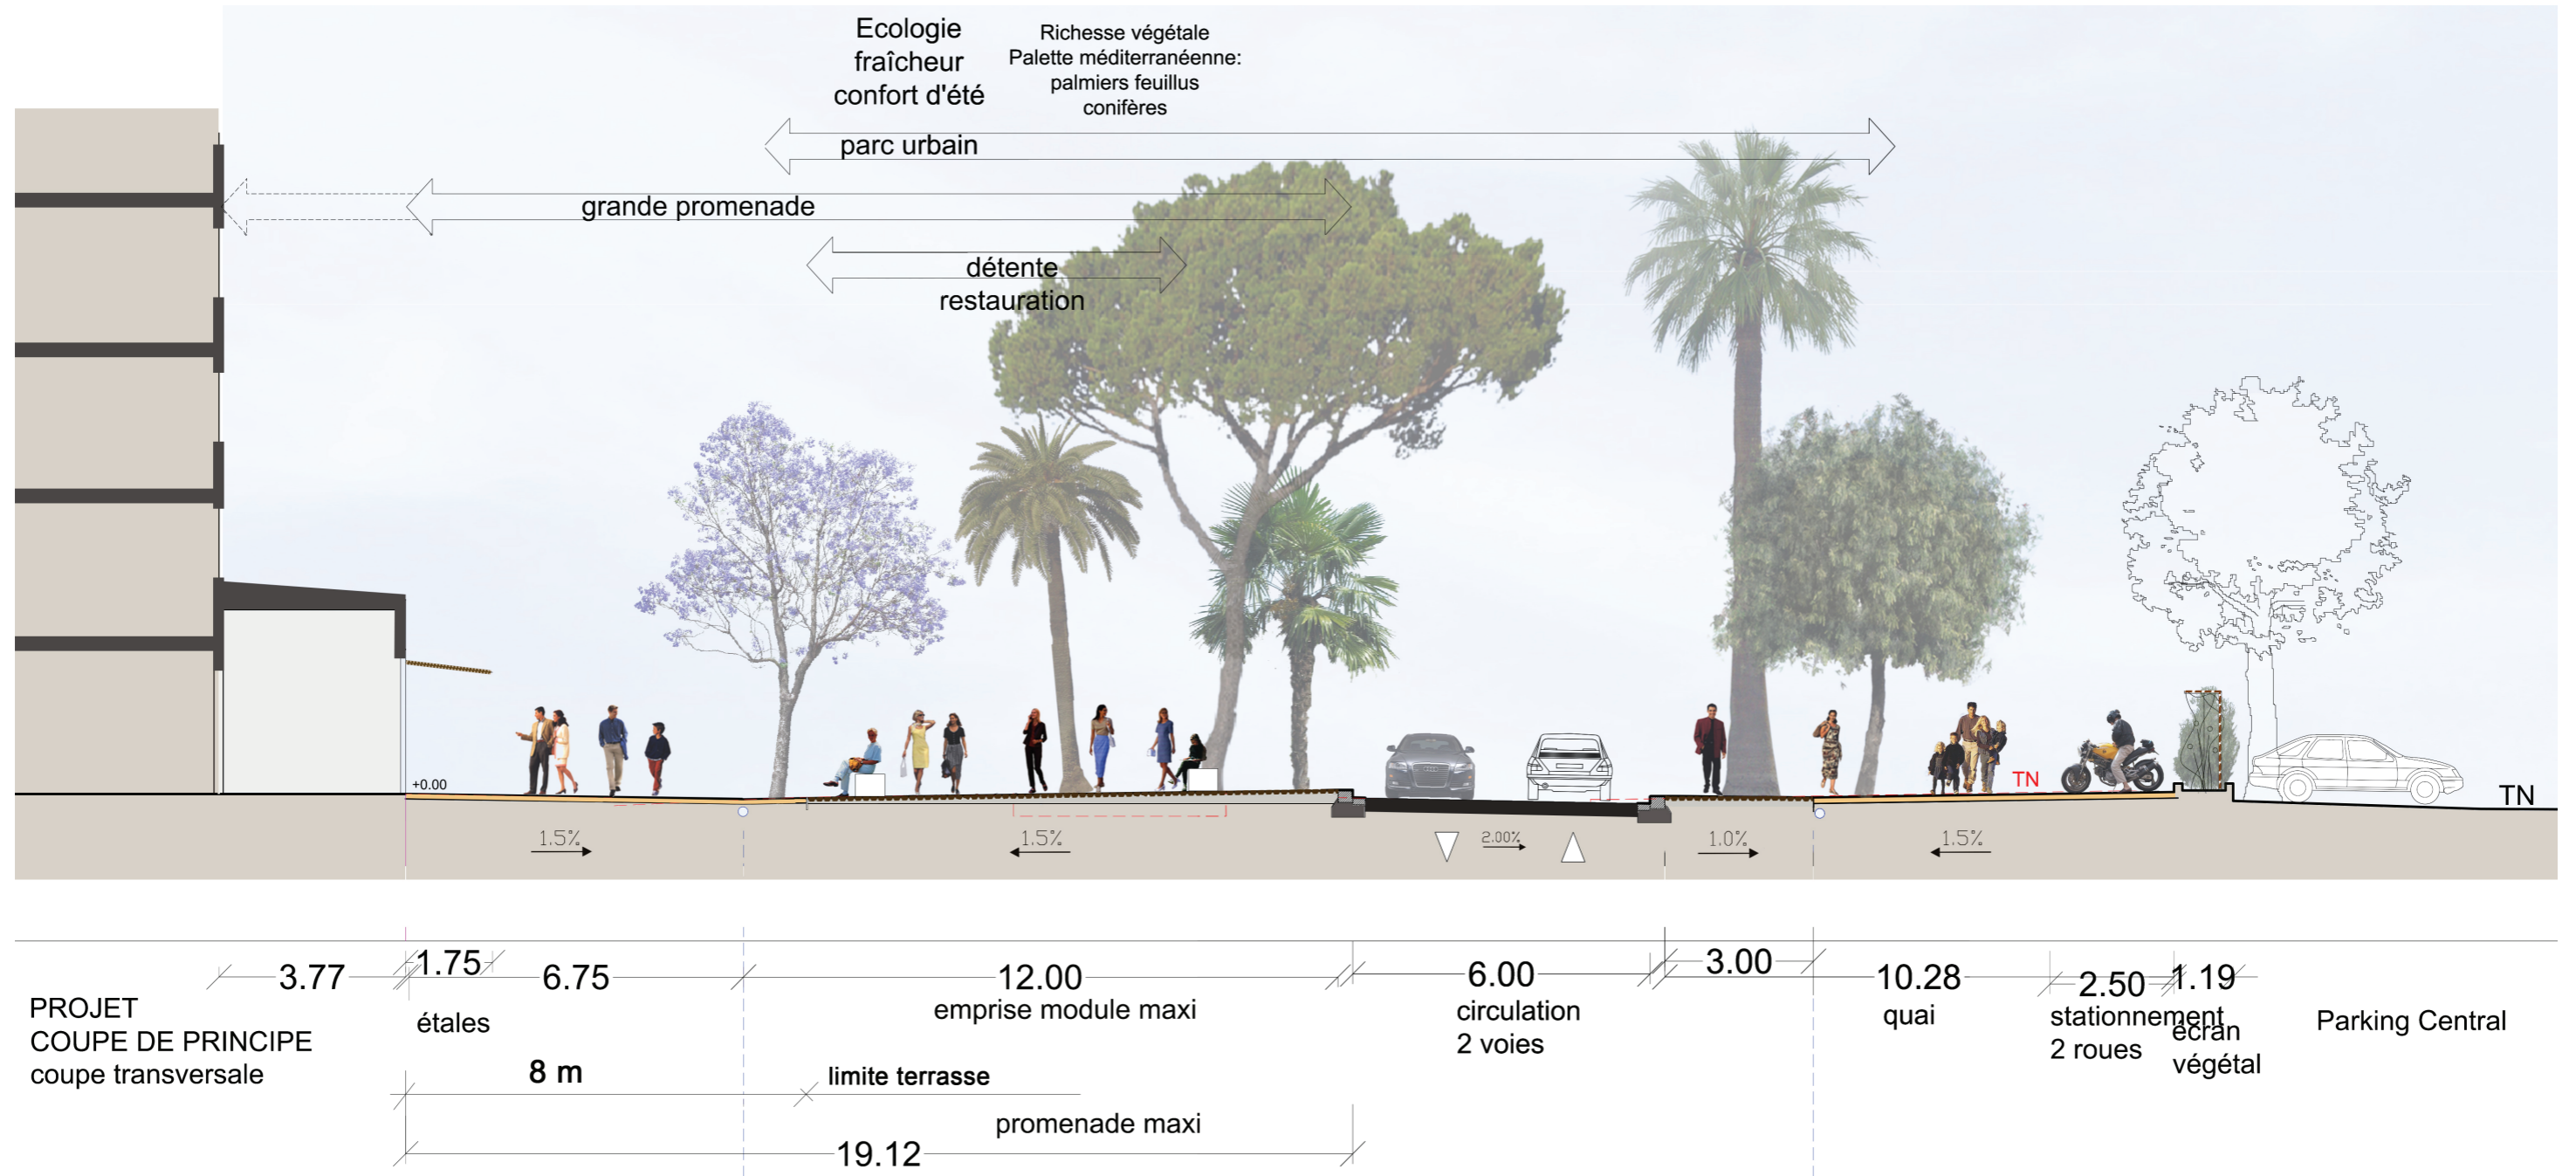 Ecologie
fraîcheur
confort d'été
Richesse végétale
Palette méditerranéenne:
palmiers feuillus
conifères
parc urbain
grande promenade
détente
restauration
+0.00
TN
TN
1.5%
1.5%
2.00%
1.0%
1.5%
3.77
1.75
6.75
12.00
6.00
3.00
10.28
2.50
1.19
emprise module maxi
étales
circulation
2 voies
quai
stationnement
2 roues
écran
végétal
Parking Central
PROJET
COUPE DE PRINCIPE
coupe transversale
8 m
limite terrasse
promenade maxi
19.12